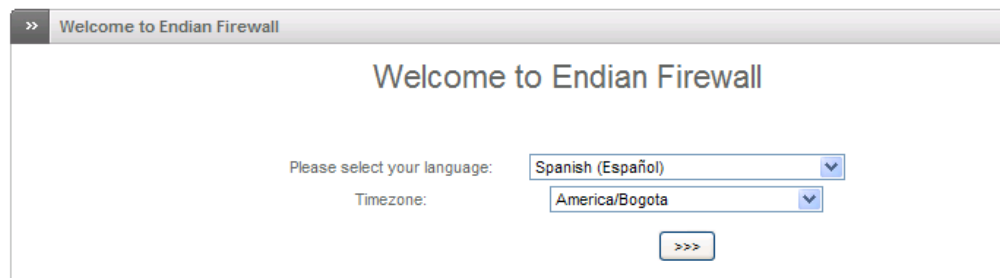 » Welcome to Endian Firewall
Welcome to Endian Firewall
Please select your language: Spanish (Español)
Timezone: America/Bogota
>>>